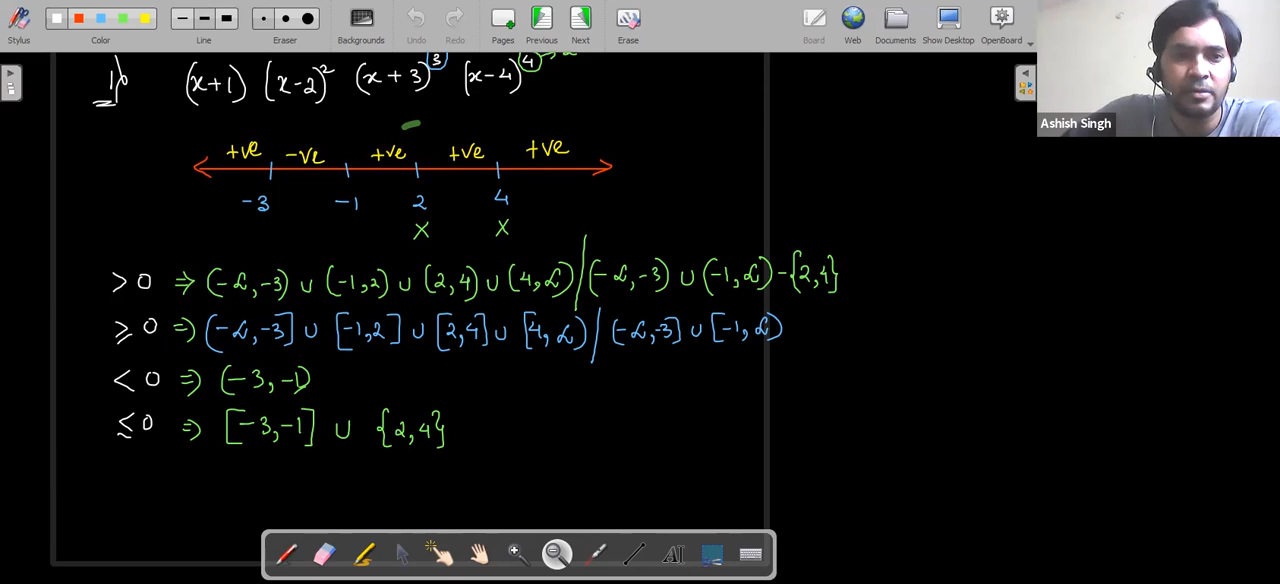 Stylus Color Line Eraser Backgrounds Undo Redo Pages Previous Next Erase Board Web Documents Show Desktop OpenBoard
Ashish Singh
1) (x+1) (x-2)² (x+3)³ (x-4)⁴
+ve -ve +ve +ve +ve
-3 -1 2 4
X X
>0 ⇒ (-∞,-3) ∪ (-1,2) ∪ (2,4) ∪ (4,∞) / (-∞,-3) ∪ (-1,∞) -{2,4}
≥0 ⇒ (-∞,-3] ∪ [-1,2] ∪ [2,4] ∪ [4,∞) / (-∞,-3] ∪ [-1,∞)
<0 ⇒ (-3,-1)
≤0 ⇒ [-3,-1] ∪ {2,4}
AI